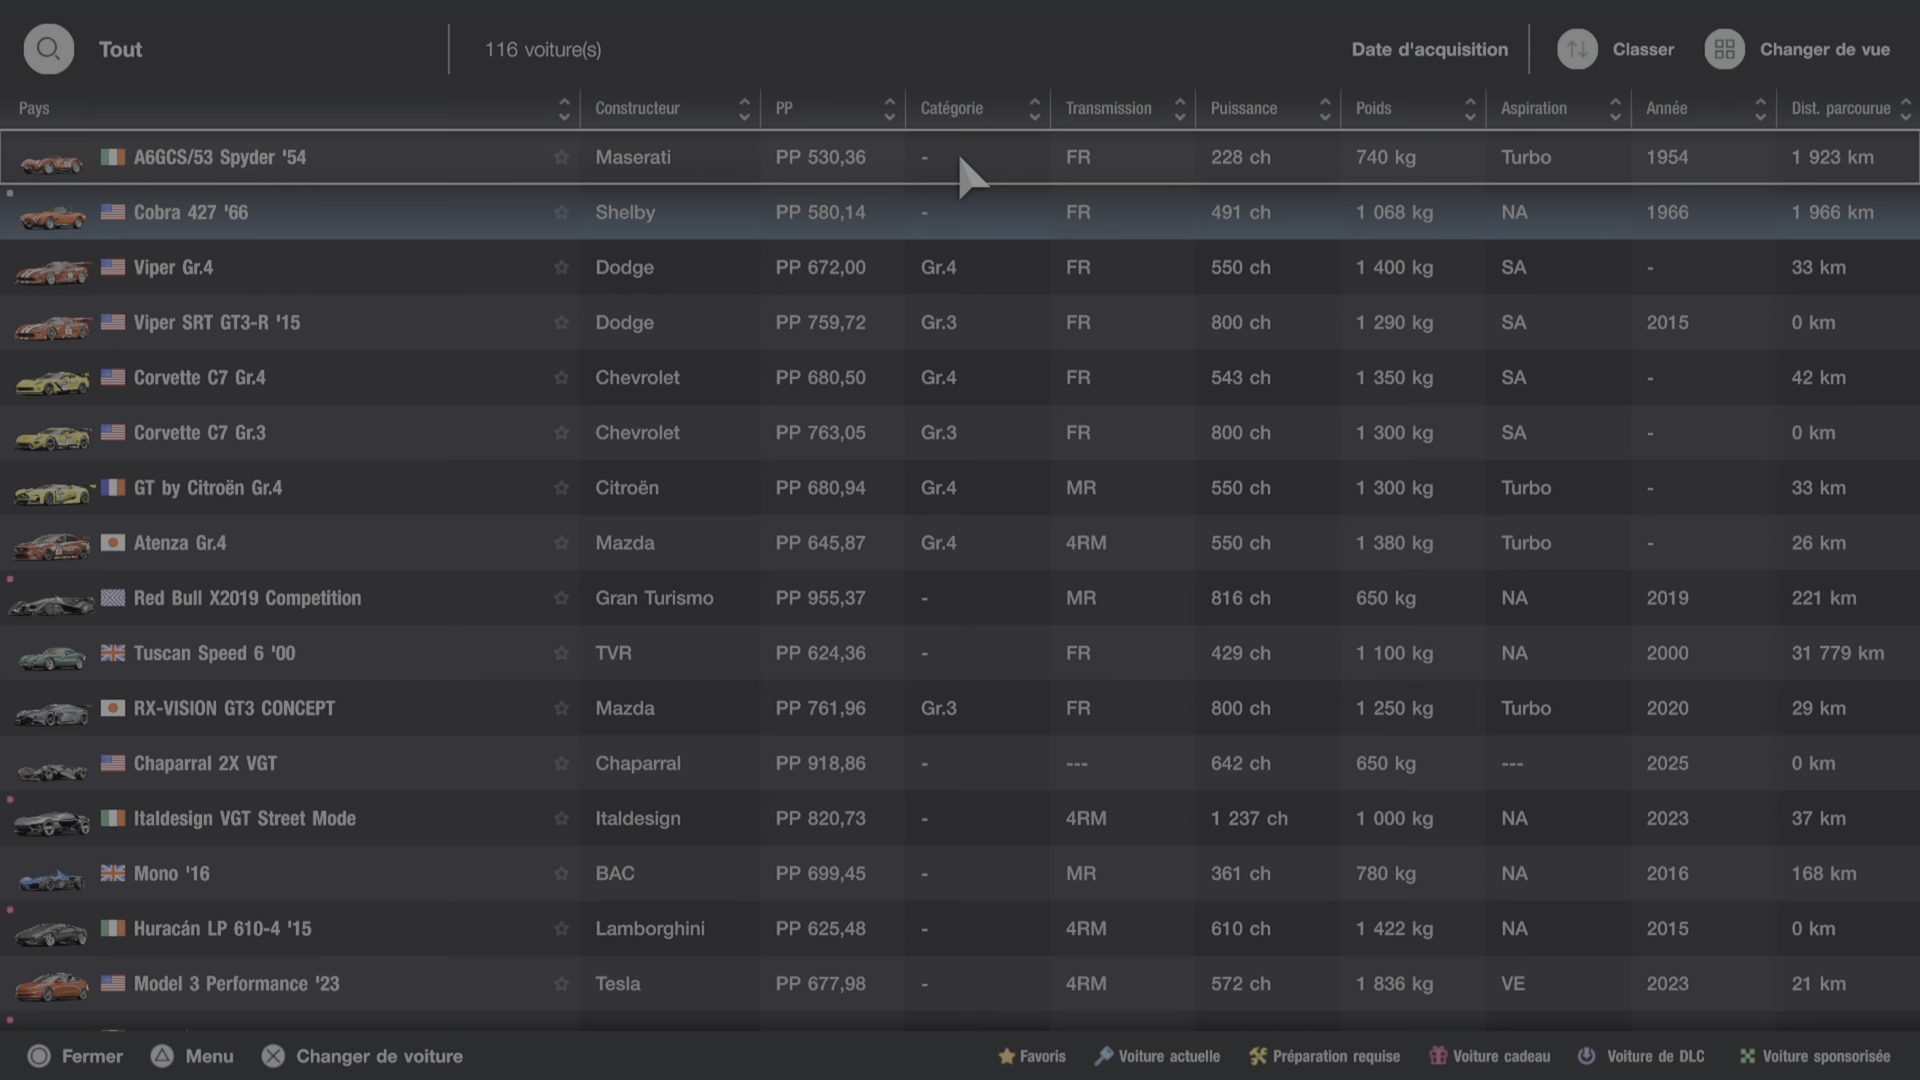 Tout 116 voiture(s) Date d'acquisition Classer Changer de vue
Pays Constructeur PP Catégorie Transmission Puissance Poids Aspiration Année Dist. parcourue
A6GCS/53 Spyder '54 Maserati PP 530,36 - FR 228 ch 740 kg Turbo 1954 1 923 km
Cobra 427 '66 Shelby PP 580,14 - FR 491 ch 1 068 kg NA 1966 1 966 km
Viper Gr.4 Dodge PP 672,00 Gr.4 FR 550 ch 1 400 kg SA - 33 km
Viper SRT GT3-R '15 Dodge PP 759,72 Gr.3 FR 800 ch 1 290 kg SA 2015 0 km
Corvette C7 Gr.4 Chevrolet PP 680,50 Gr.4 FR 543 ch 1 350 kg SA - 42 km
Corvette C7 Gr.3 Chevrolet PP 763,05 Gr.3 FR 800 ch 1 300 kg SA - 0 km
GT by Citroën Gr.4 Citroën PP 680,94 Gr.4 MR 550 ch 1 300 kg Turbo - 33 km
Atenza Gr.4 Mazda PP 645,87 Gr.4 4RM 550 ch 1 380 kg Turbo - 26 km
Red Bull X2019 Competition Gran Turismo PP 955,37 - MR 816 ch 650 kg NA 2019 221 km
Tuscan Speed 6 '00 TVR PP 624,36 - FR 429 ch 1 100 kg NA 2000 31 779 km
RX-VISION GT3 CONCEPT Mazda PP 761,96 Gr.3 FR 800 ch 1 250 kg Turbo 2020 29 km
Chaparral 2X VGT Chaparral PP 918,86 - --- 642 ch 650 kg --- 2025 0 km
Italdesign VGT Street Mode Italdesign PP 820,73 - 4RM 1 237 ch 1 000 kg NA 2023 37 km
Mono '16 BAC PP 699,45 - MR 361 ch 780 kg NA 2016 168 km
Huracán LP 610-4 '15 Lamborghini PP 625,48 - 4RM 610 ch 1 422 kg NA 2015 0 km
Model 3 Performance '23 Tesla PP 677,98 - 4RM 572 ch 1 836 kg VE 2023 21 km
Fermer Menu Changer de voiture Favoris Voiture actuelle Préparation requise Voiture cadeau Voiture de DLC Voiture sponsorisée